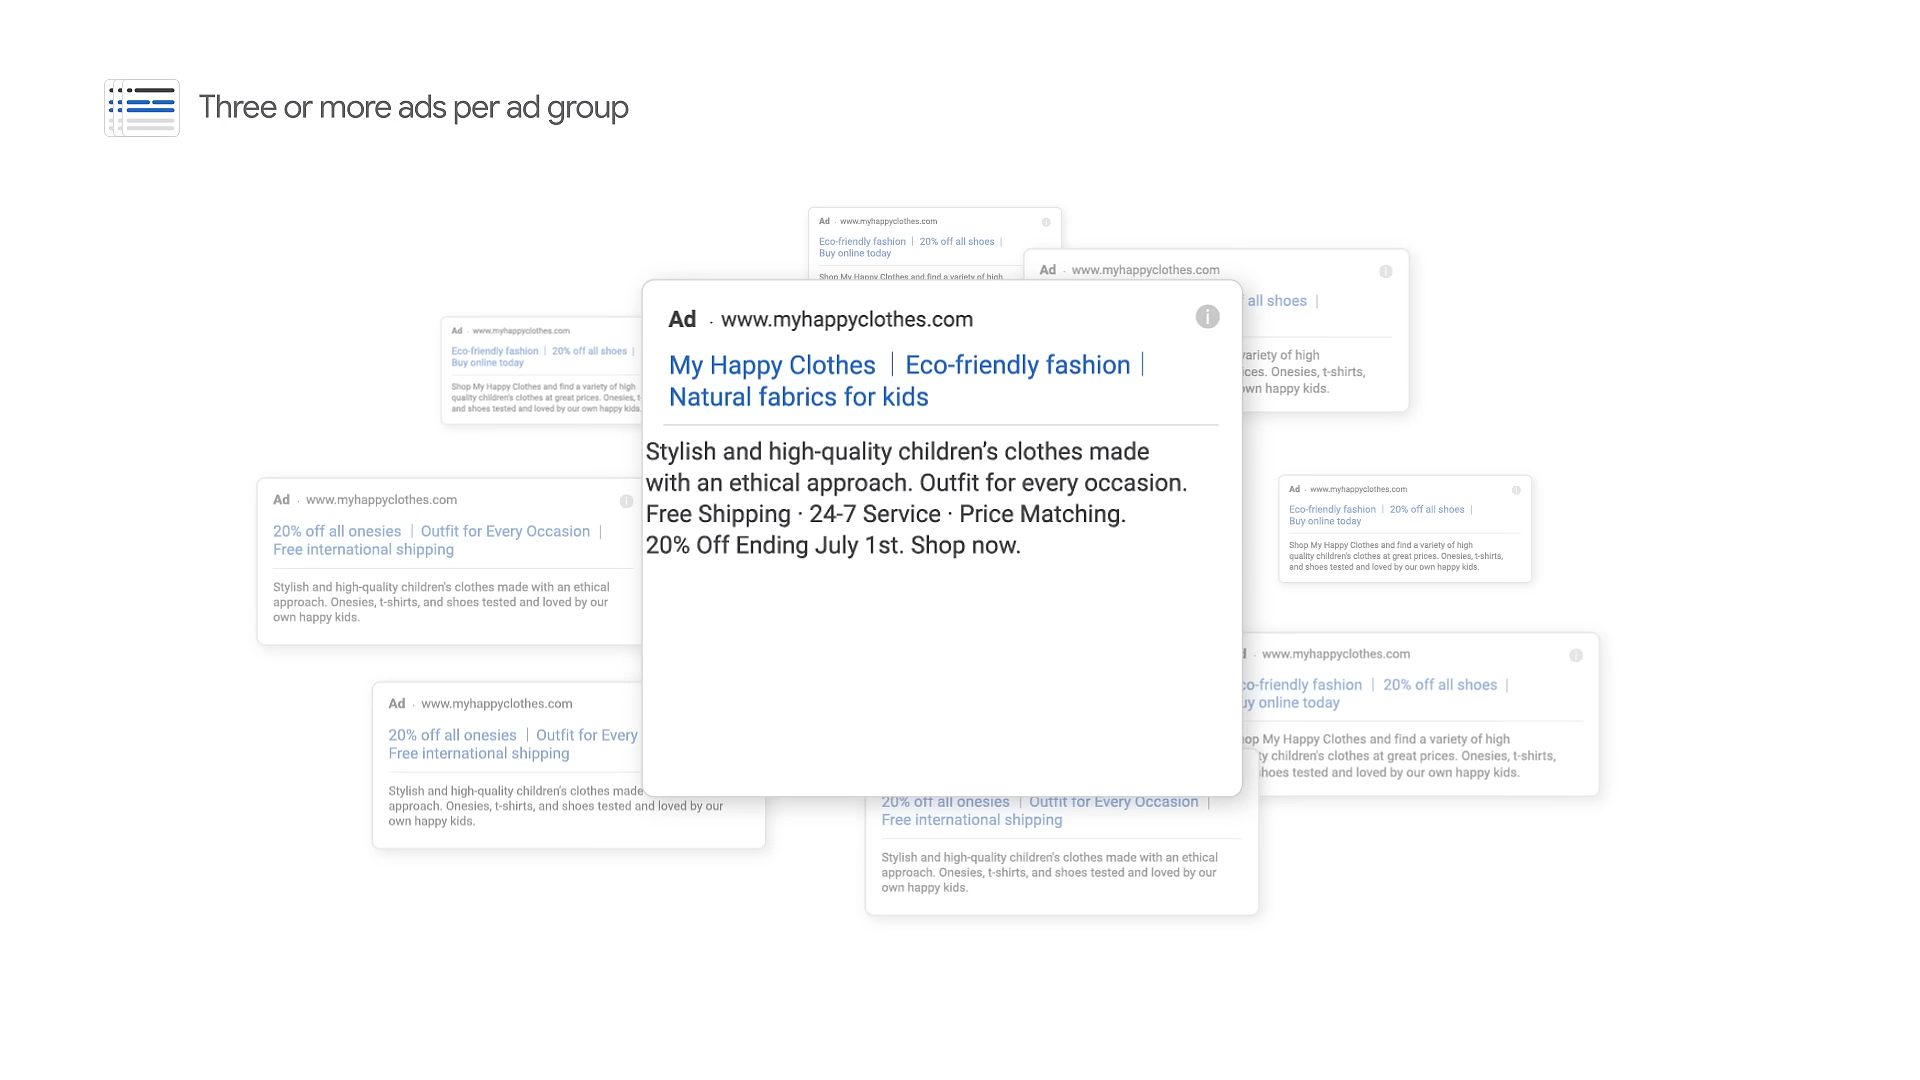 Three or more ads per ad group
Ad · www.myhappyclothes.com
Eco-friendly fashion | 20% off all shoes |
Buy online today
Shop My Happy Clothes and find a variety of high
Ad · www.myhappyclothes.com
all shoes |
variety of high
ices. Onesies, t-shirts,
own happy kids.
Ad · www.myhappyclothes.com
My Happy Clothes | Eco-friendly fashion |
Natural fabrics for kids
Stylish and high-quality children’s clothes made
with an ethical approach. Outfit for every occasion.
Free Shipping · 24-7 Service · Price Matching.
20% Off Ending July 1st. Shop now.
Ad · www.myhappyclothes.com
Eco-friendly fashion | 20% off all shoes |
Buy online today
Shop My Happy Clothes and find a variety of high
quality children's clothes at great prices. Onesies, t-
and shoes tested and loved by our own happy kids.
Ad · www.myhappyclothes.com
20% off all onesies | Outfit for Every Occasion |
Free international shipping
Stylish and high-quality children's clothes made with an ethical
approach. Onesies, t-shirts, and shoes tested and loved by our
own happy kids.
Ad · www.myhappyclothes.com
Eco-friendly fashion | 20% off all shoes |
Buy online today
Shop My Happy Clothes and find a variety of high
quality children's clothes at great prices. Onesies, t-shirts,
and shoes tested and loved by our own happy kids.
Ad · www.myhappyclothes.com
20% off all onesies | Outfit for Every
Free international shipping
Stylish and high-quality children's clothes made
approach. Onesies, t-shirts, and shoes tested and loved by our
own happy kids.
· www.myhappyclothes.com
co-friendly fashion | 20% off all shoes |
uy online today
op My Happy Clothes and find a variety of high
ty children's clothes at great prices. Onesies, t-shirts,
hoes tested and loved by our own happy kids.
20% off all onesies | Outfit for Every Occasion |
Free international shipping
Stylish and high-quality children's clothes made with an ethical
approach. Onesies, t-shirts, and shoes tested and loved by our
own happy kids.